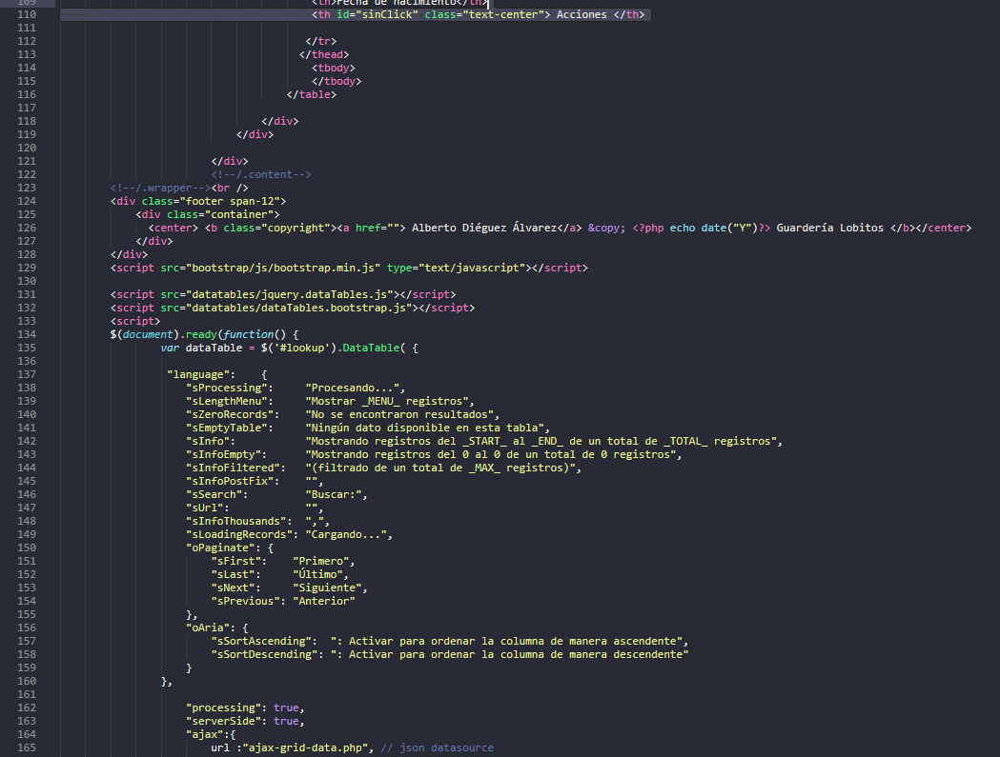 109 <th>Fecha de nacimiento</th>
110 <th id="sinClick" class="text-center"> Acciones </th>
111
112 </tr>
113 </thead>
114 <tbody>
115 </tbody>
116 </table>
117
118 </div>
119 </div>
120
121 </div>
122 <!--/.content-->
123 <!--/.wrapper--><br />
124 <div class="footer span-12">
125 <div class="container">
126 <center> <b class="copyright"><a href=""> Alberto Diéguez Álvarez</a> &copy; <?php echo date("Y")?> Guardería Lobitos </b></center>
127 </div>
128 </div>
129 <script src="bootstrap/js/bootstrap.min.js" type="text/javascript"></script>
130
131 <script src="datatables/jquery.dataTables.js"></script>
132 <script src="datatables/dataTables.bootstrap.js"></script>
133 <script>
134 $(document).ready(function() {
135 var dataTable = $('#lookup').DataTable( {
136
137 "language": {
138 "sProcessing": "Procesando...",
139 "sLengthMenu": "Mostrar _MENU_ registros",
140 "sZeroRecords": "No se encontraron resultados",
141 "sEmptyTable": "Ningún dato disponible en esta tabla",
142 "sInfo": "Mostrando registros del _START_ al _END_ de un total de _TOTAL_ registros",
143 "sInfoEmpty": "Mostrando registros del 0 al 0 de un total de 0 registros",
144 "sInfoFiltered": "(filtrado de un total de _MAX_ registros)",
145 "sInfoPostFix": "",
146 "sSearch": "Buscar:",
147 "sUrl": "",
148 "sInfoThousands": ",",
149 "sLoadingRecords": "Cargando...",
150 "oPaginate": {
151 "sFirst": "Primero",
152 "sLast": "Último",
153 "sNext": "Siguiente",
154 "sPrevious": "Anterior"
155 },
156 "oAria": {
157 "sSortAscending": ": Activar para ordenar la columna de manera ascendente",
158 "sSortDescending": ": Activar para ordenar la columna de manera descendente"
159 }
160 },
161
162 "processing": true,
163 "serverSide": true,
164 "ajax":{
165 url :"ajax-grid-data.php", // json datasource